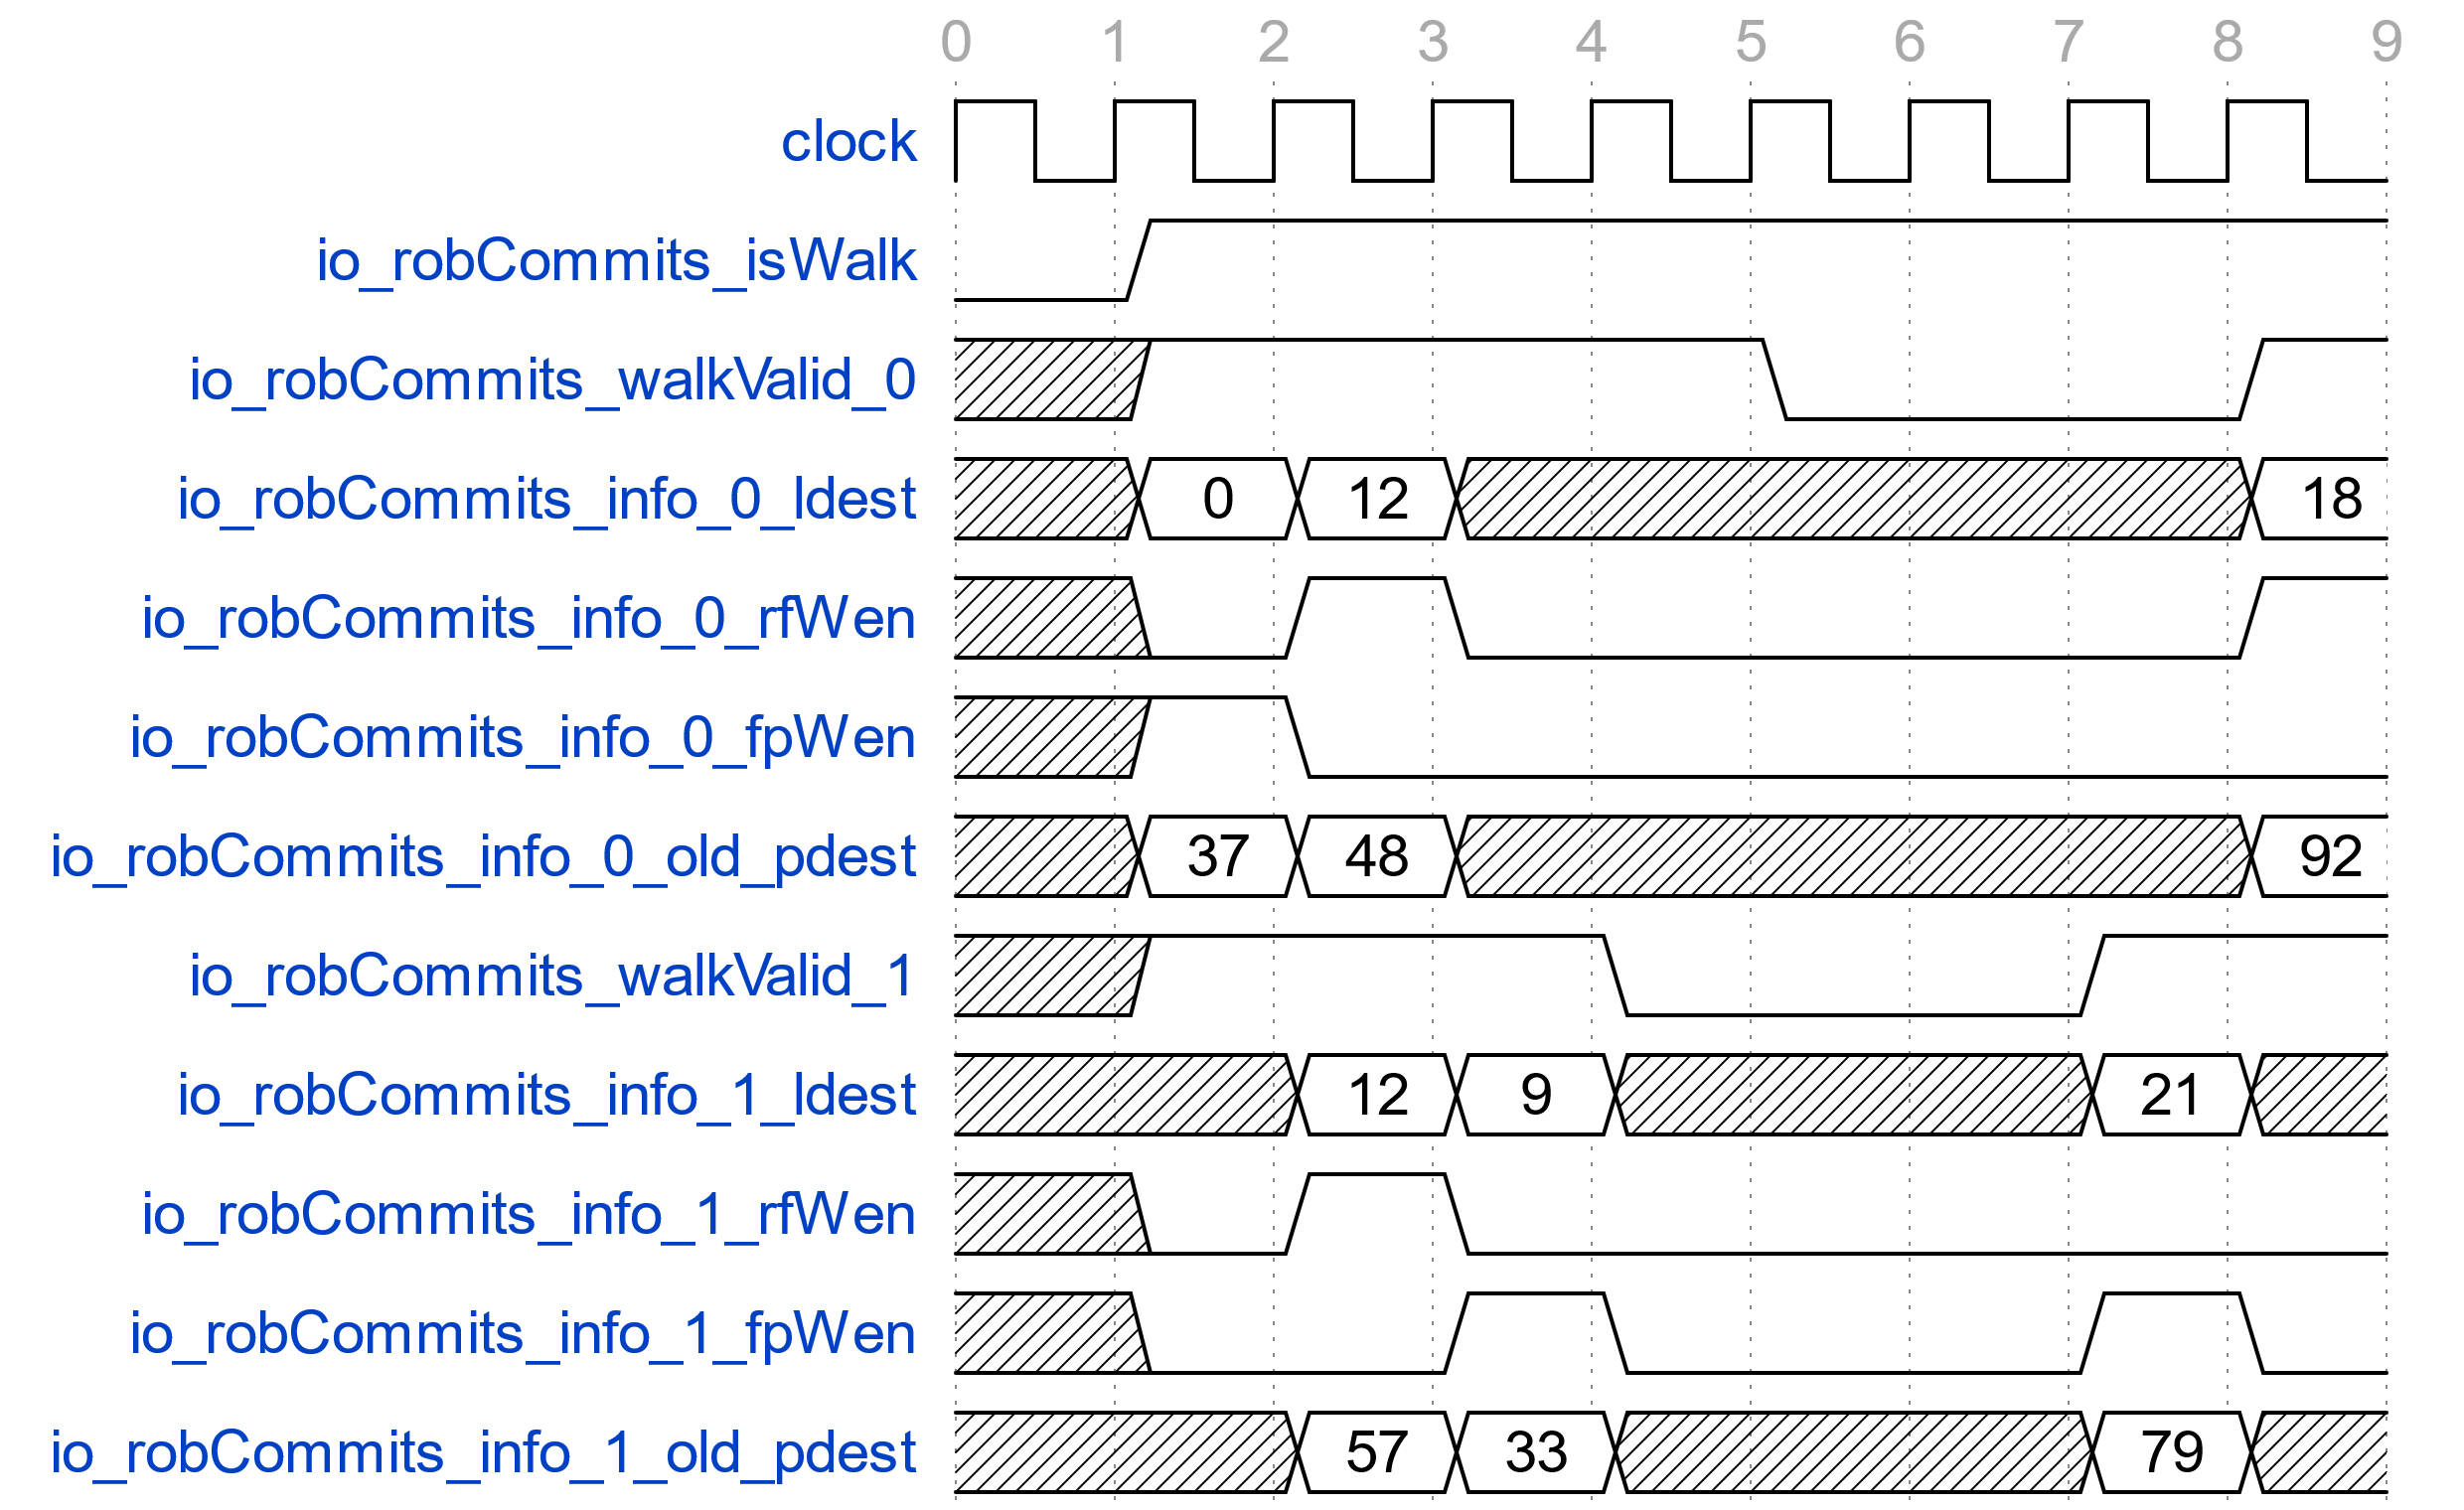 0 1 2 3 4 5 6 7 8 9
clock
io_robCommits_isWalk
io_robCommits_walkValid_0
io_robCommits_info_0_ldest 0 12 18
io_robCommits_info_0_rfWen
io_robCommits_info_0_fpWen
io_robCommits_info_0_old_pdest 37 48 92
io_robCommits_walkValid_1
io_robCommits_info_1_ldest 12 9 21
io_robCommits_info_1_rfWen
io_robCommits_info_1_fpWen
io_robCommits_info_1_old_pdest 57 33 79